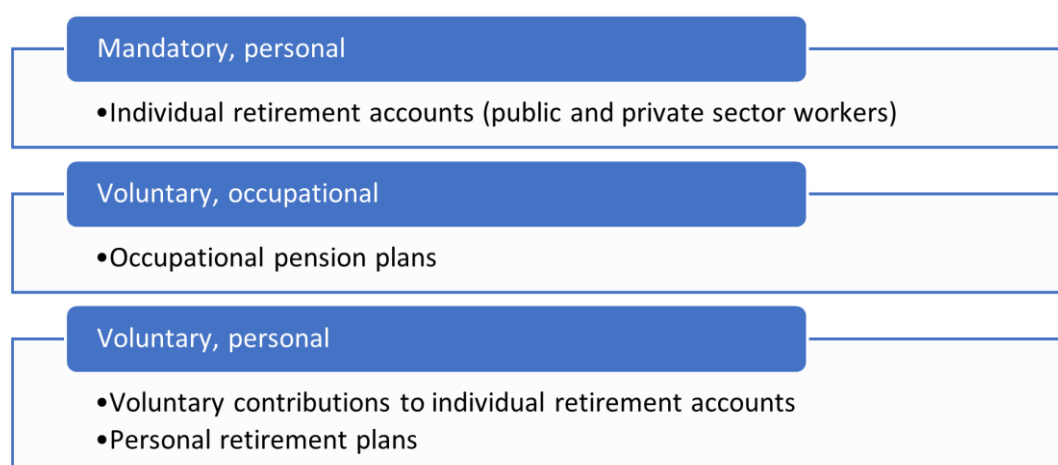 Mandatory, personal
•Individual retirement accounts (public and private sector workers)
Voluntary, occupational
•Occupational pension plans
Voluntary, personal
•Voluntary contributions to individual retirement accounts
•Personal retirement plans